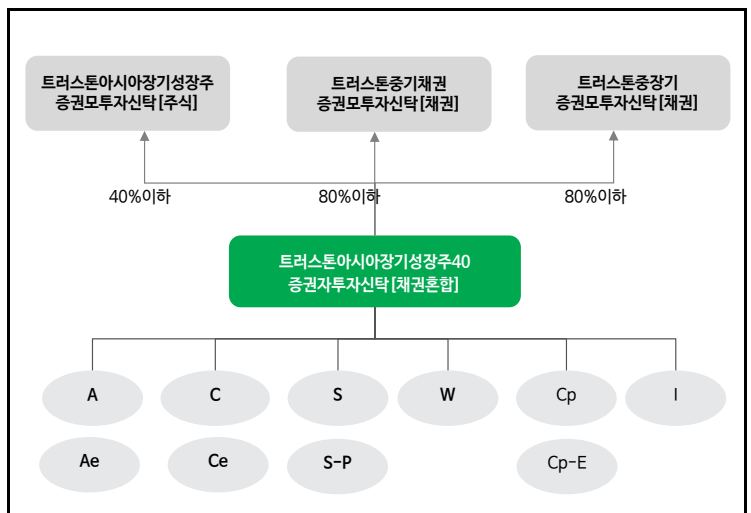 트러스톤아시아장기성장주
증권모투자신탁[주식]
트러스톤중기채권
증권모투자신탁[채권]
트러스톤중장기
증권모투자신탁[채권]
40%이하
80%이하
80%이하
트러스톤아시아장기성장주40
증권자투자신탁[채권혼합]
A
C
S
W
Cp
I
Ae
Ce
S-P
Cp-E